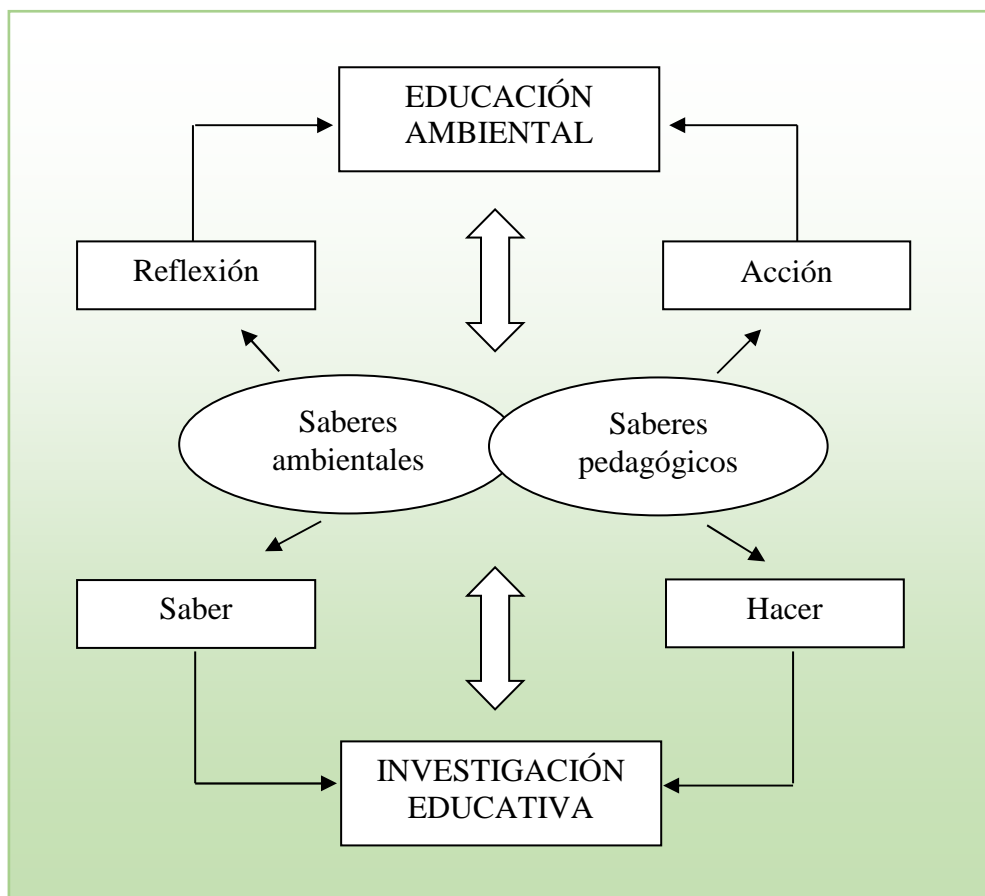 EDUCACIÓN
AMBIENTAL
Reflexión
Acción
Saberes
ambientales
Saberes
pedagógicos
Saber
Hacer
INVESTIGACIÓN
EDUCATIVA